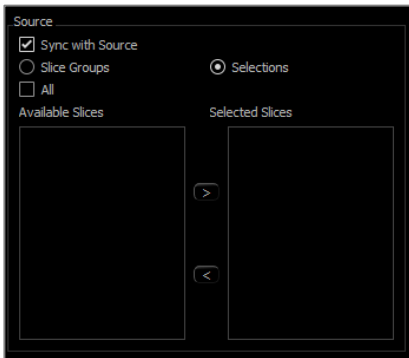 Source
Sync with Source
Slice Groups Selections
All
Available Slices Selected Slices
>
<